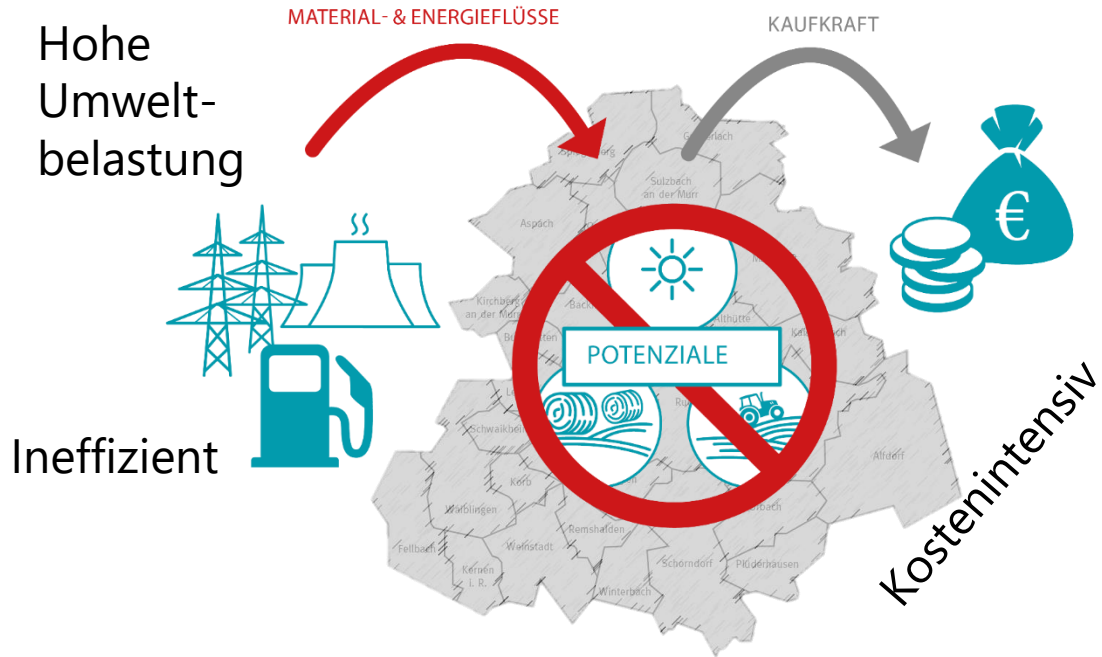 MATERIAL- & ENERGIEFLÜSSE
KAUFKRAFT
Hohe
Umwelt-
belastung
Sulzbach
an der Murr
Aspach
€
Kirchberg
an der Murr
Althütte
POTENZIALE
Kostenintensiv
Ineffizient
Alfdorf
Korb
Waiblingen
Remshalden
Fellbach
Weinstadt
Schorndorf
Plüderhausen
Kernen
i. R.
Winterbach